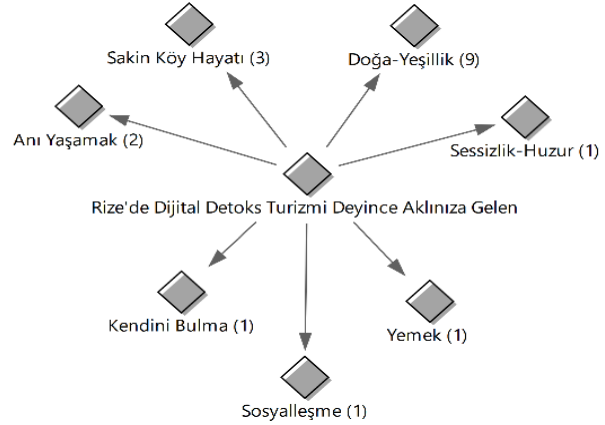 Sakin Köy Hayatı (3)
Doğa-Yeşillik (9)
Anı Yaşamak (2)
Sessizlik-Huzur (1)
Rize'de Dijital Detoks Turizmi Deyince Aklınıza Gelen
Kendini Bulma (1)
Yemek (1)
Sosyalleşme (1)